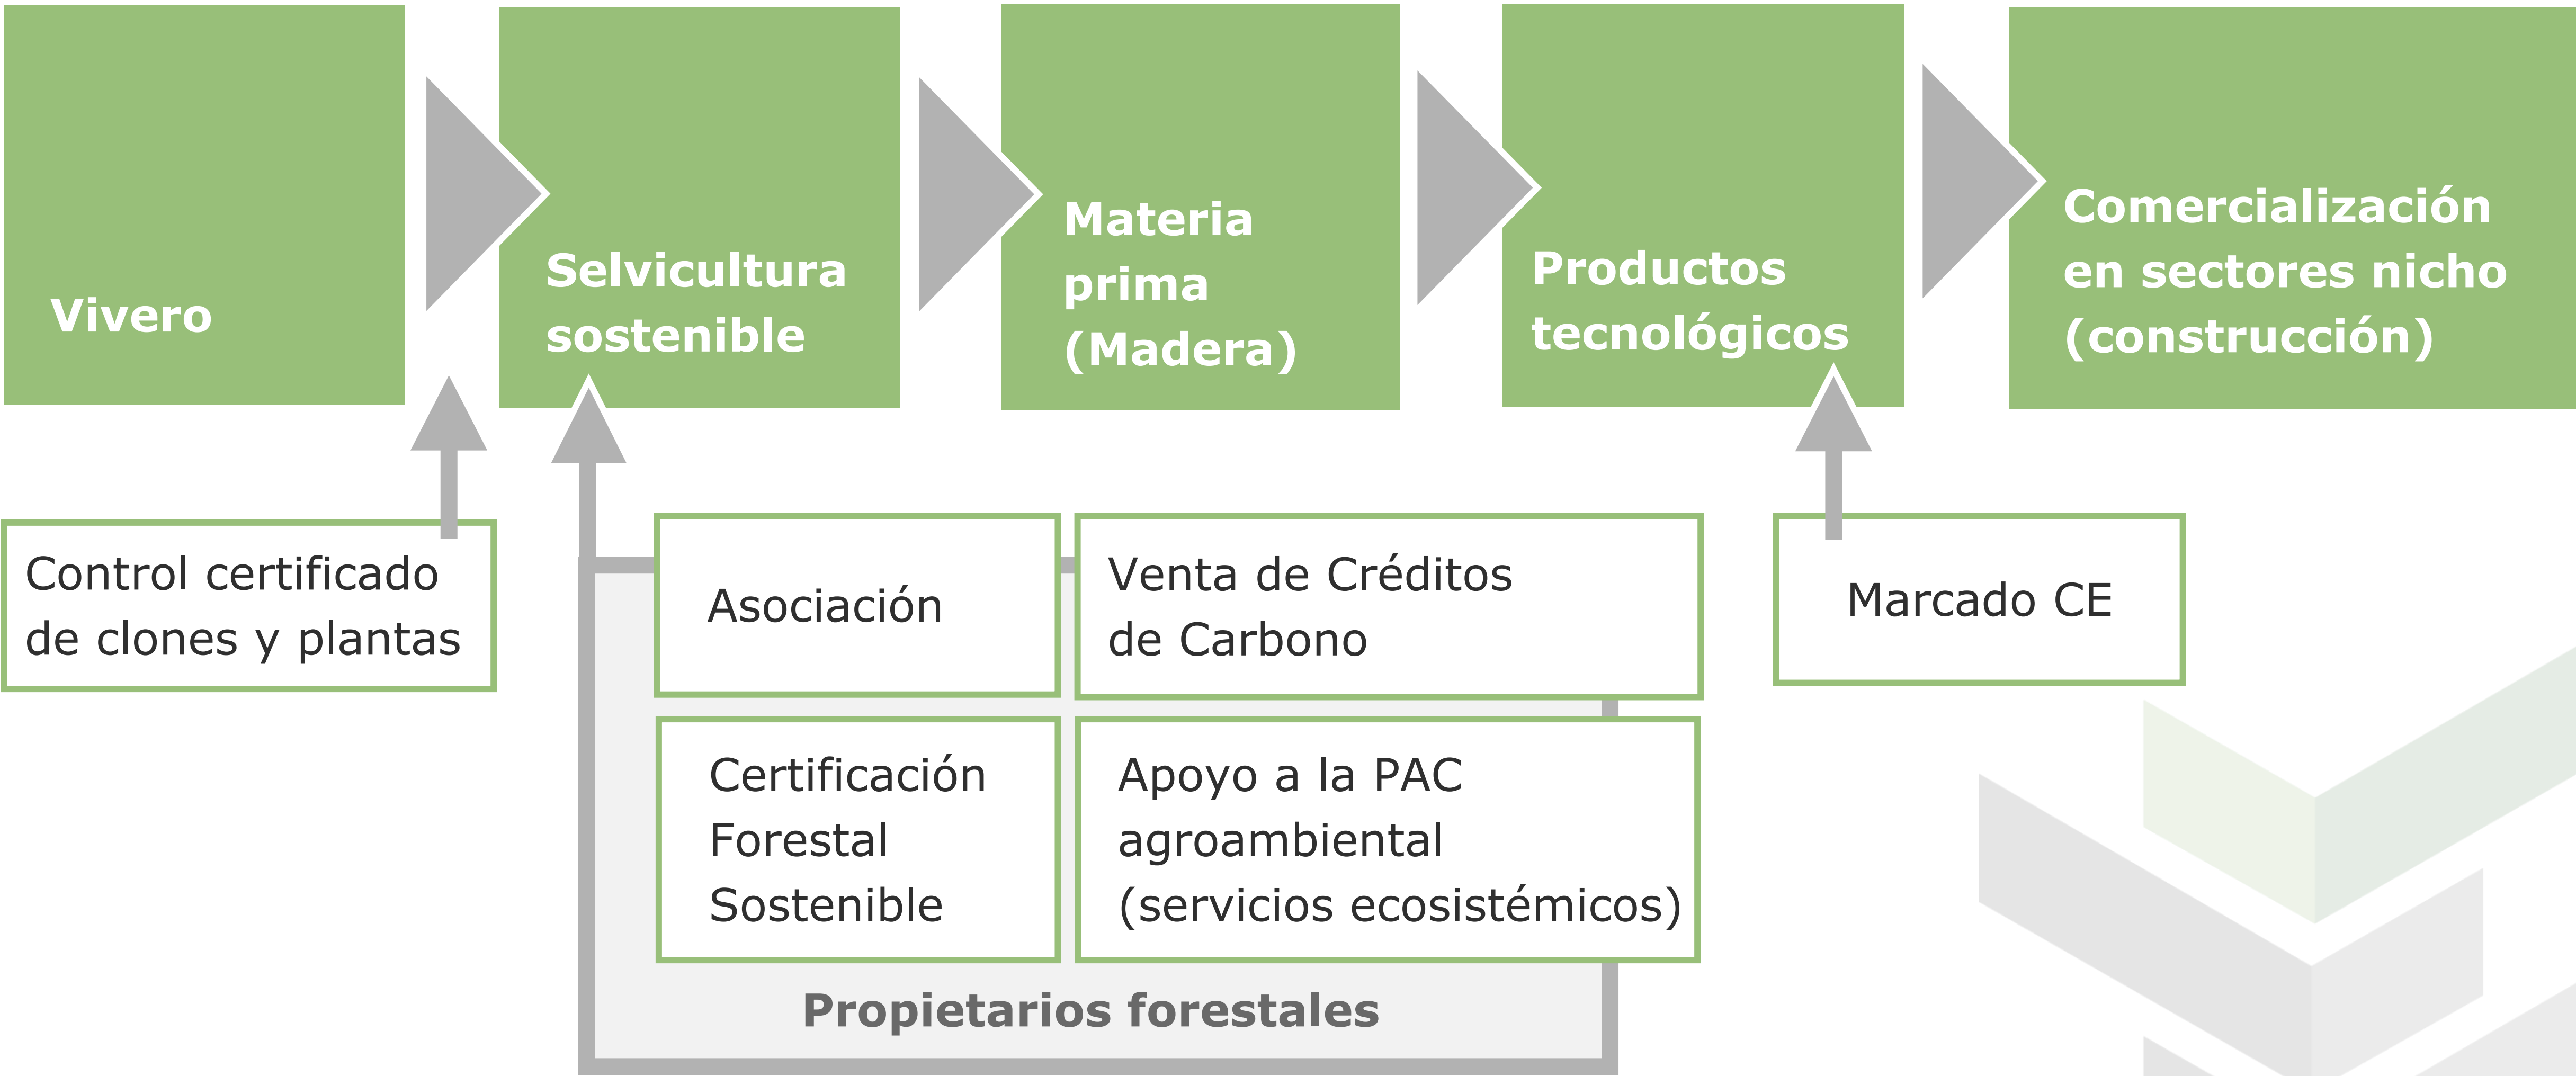 Vivero
Selvicultura
sostenible
Materia
prima
(Madera)
Productos
tecnológicos
Comercialización
en sectores nicho
(construcción)
Control certificado
de clones y plantas
Asociación
Venta de Créditos
de Carbono
Certificación
Forestal
Sostenible
Apoyo a la PAC
agroambiental
(servicios ecosistémicos)
Propietarios forestales
Marcado CE